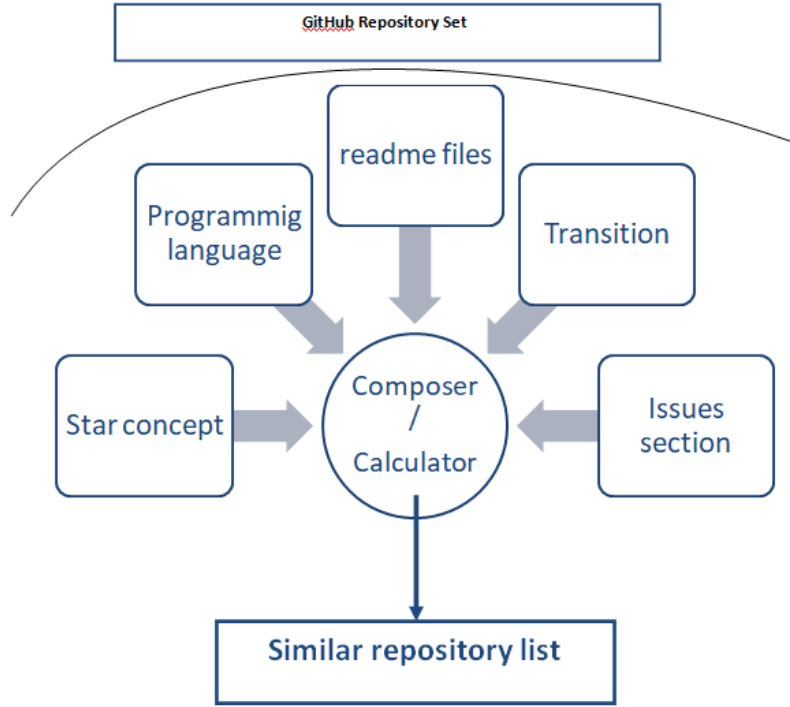 GitHub Repository Set
readme files
Programmig
language
Transition
Star concept
Composer
/
Calculator
Issues
section
Similar repository list